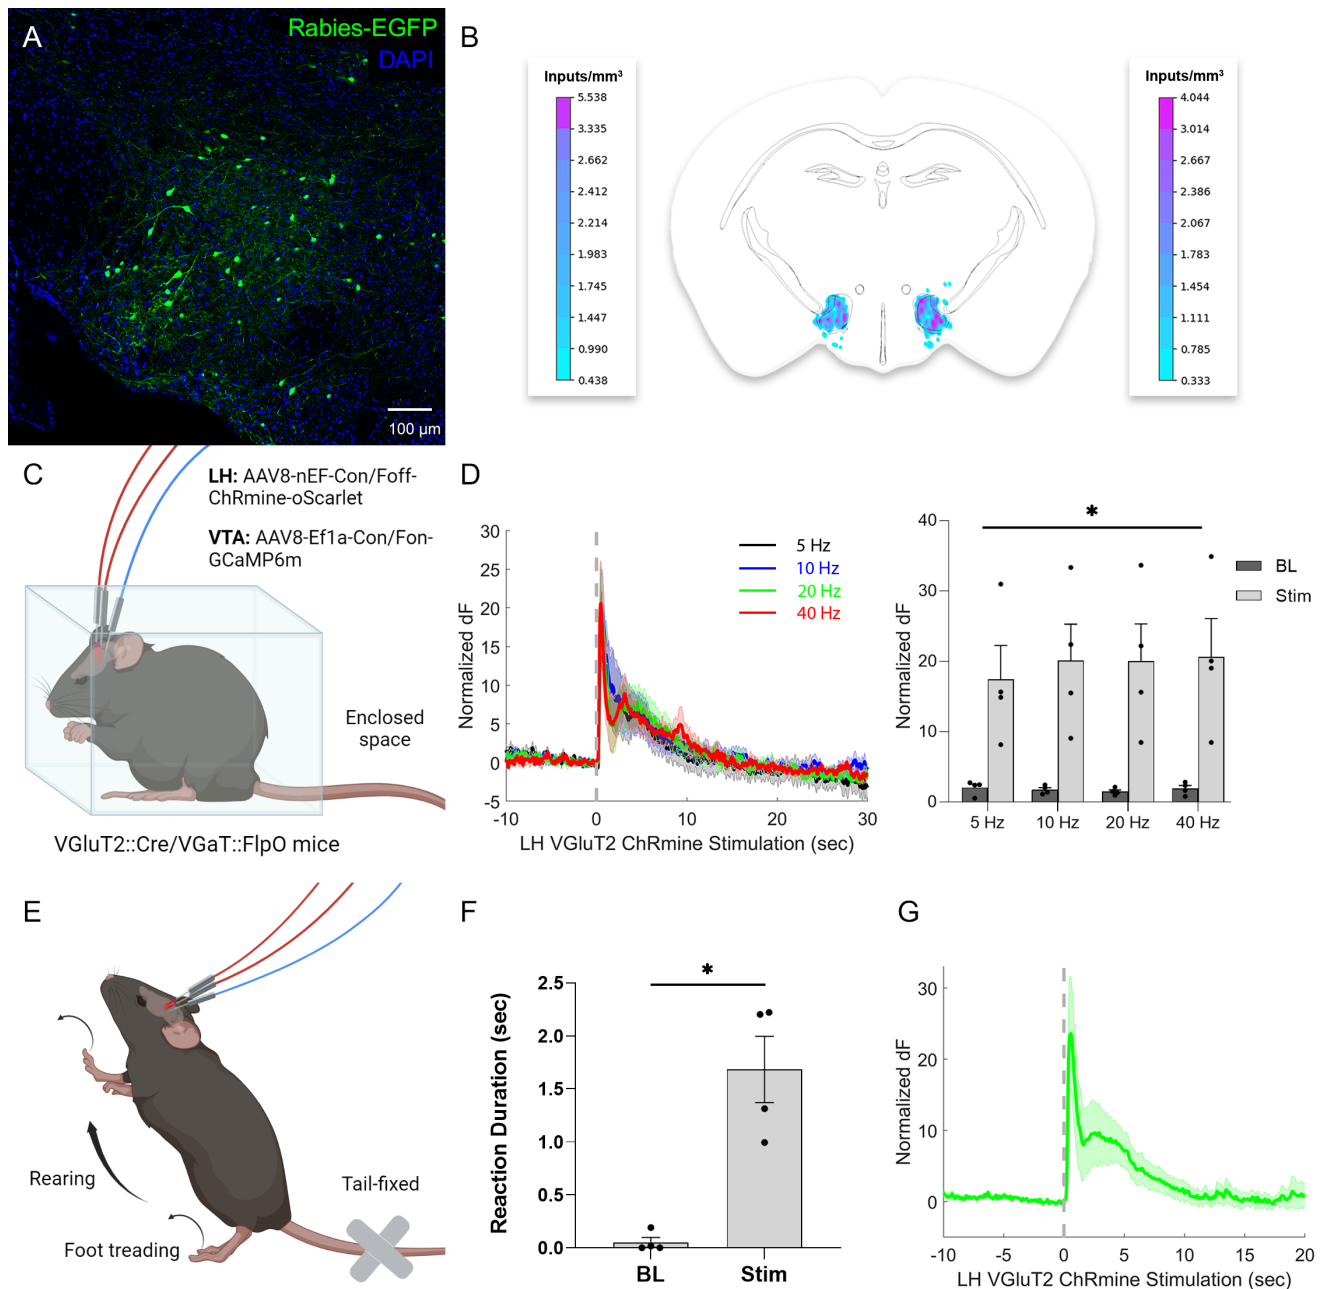 A
Rabies-EGFP
DAPI
100 µm
B
Inputs/mm³
5.538
3.335
2.662
2.412
2.214
1.983
1.745
1.447
0.990
0.438
Inputs/mm³
4.044
3.014
2.667
2.386
2.067
1.737
1.454
1.111
0.785
0.333
C
LH: AAV8-nEF-Con/Foff-
ChRmine-oScarlet
VTA: AAV8-Ef1a-Con/Fon-
GCaMP6m
Enclosed
space
VGluT2::Cre/VGaT::FlpO mice
D
Normalized dF
30
25
20
15
10
5
0
-5
-10
0
10
20
30
LH VGluT2 ChRmine Stimulation (sec)
5 Hz
10 Hz
20 Hz
40 Hz
Normalized dF
40
30
20
10
0
5 Hz
10 Hz
20 Hz
40 Hz
*
BL
Stim
E
Rearing
Foot treading
Tail-fixed
F
Reaction Duration (sec)
2.5
2.0
1.5
1.0
0.5
0.0
BL
Stim
*
G
Normalized dF
30
20
10
0
-10
-5
0
5
10
15
20
LH VGluT2 ChRmine Stimulation (sec)